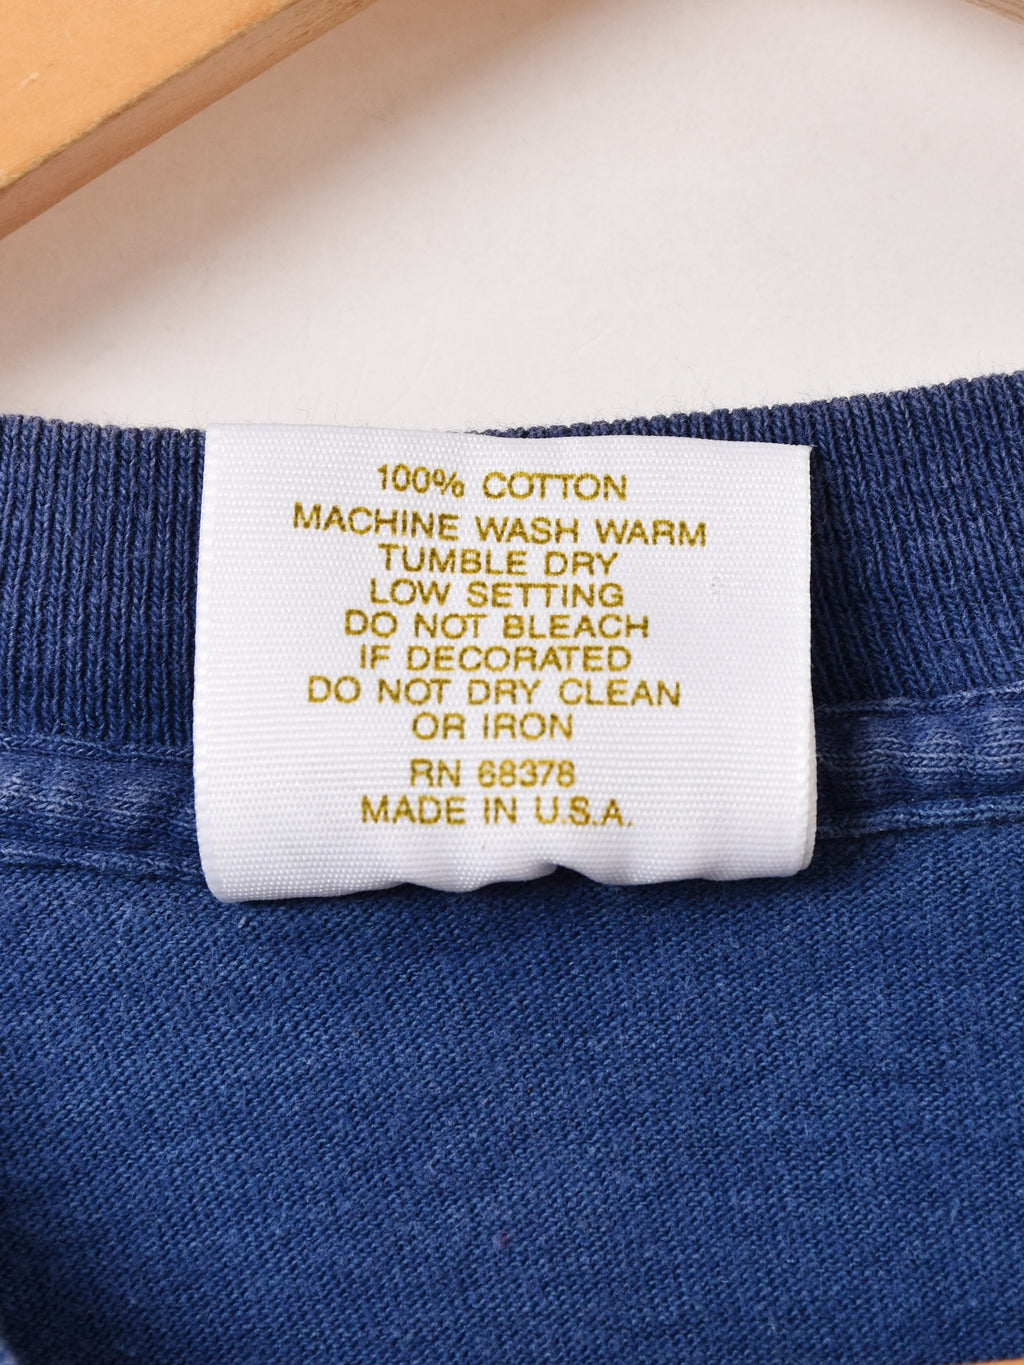 100% COTTON
MACHINE WASH WARM
TUMBLE DRY
LOW SETTING
DO NOT BLEACH
IF DECORATED
DO NOT DRY CLEAN
OR IRON
RN 68378
MADE IN U.S.A.